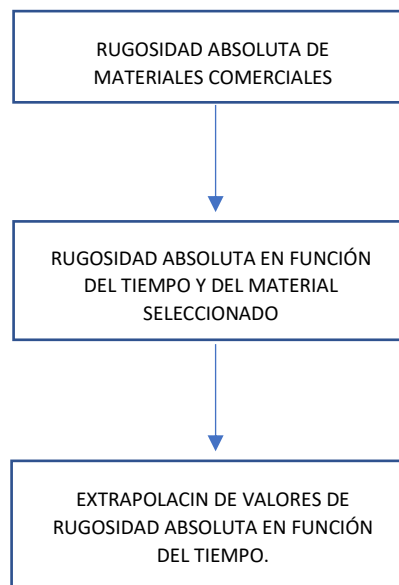 RUGOSIDAD ABSOLUTA DE
MATERIALES COMERCIALES
RUGOSIDAD ABSOLUTA EN FUNCIÓN
DEL TIEMPO Y DEL MATERIAL
SELECCIONADO
EXTRAPOLACIN DE VALORES DE
RUGOSIDAD ABSOLUTA EN FUNCIÓN
DEL TIEMPO.